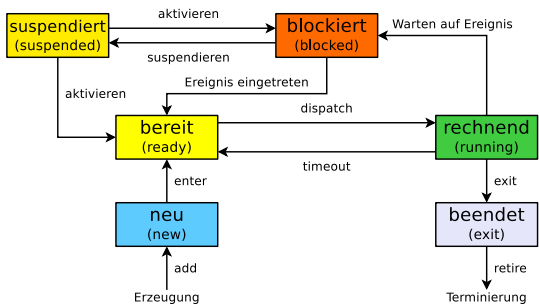 aktivieren
suspendiert
(suspended)
blockiert
(blocked)
Warten auf Ereignis
suspendieren
Ereignis eingetreten
aktivieren
dispatch
bereit
(ready)
rechnend
(running)
timeout
enter
exit
neu
(new)
beendet
(exit)
add
retire
Erzeugung
Terminierung